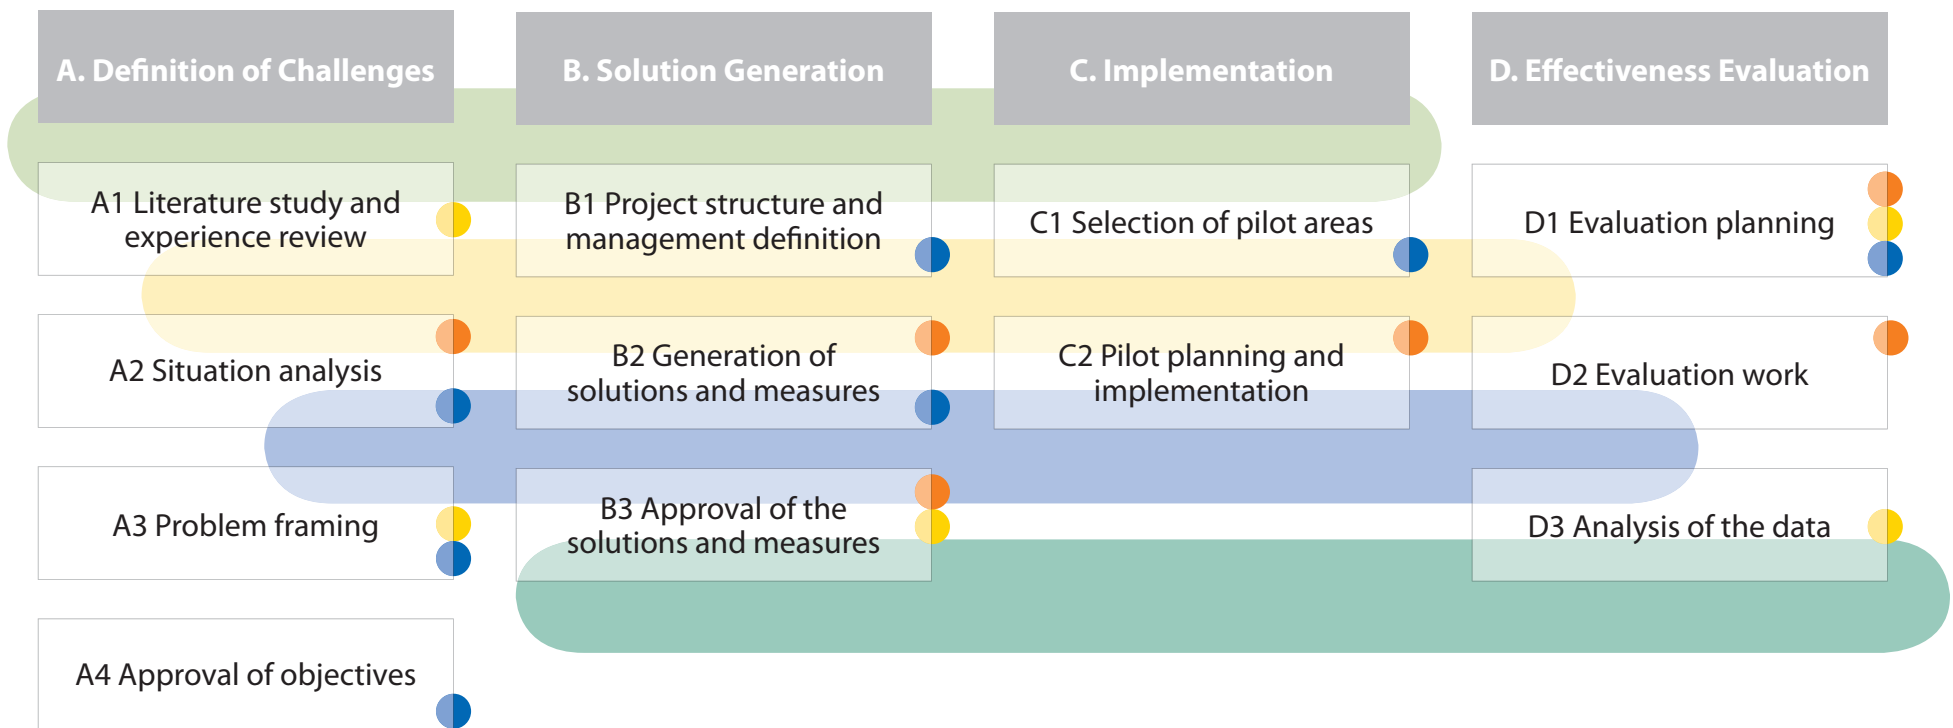 A. Definition of Challenges
A1 Literature study and
experience review
A2 Situation analysis
A3 Problem framing
A4 Approval of objectives
B. Solution Generation
B1 Project structure and
management definition
B2 Generation of
solutions and measures
B3 Approval of the
solutions and measures
C. Implementation
C1 Selection of pilot areas
C2 Pilot planning and
implementation
D. Effectiveness Evaluation
D1 Evaluation planning
D2 Evaluation work
D3 Analysis of the data